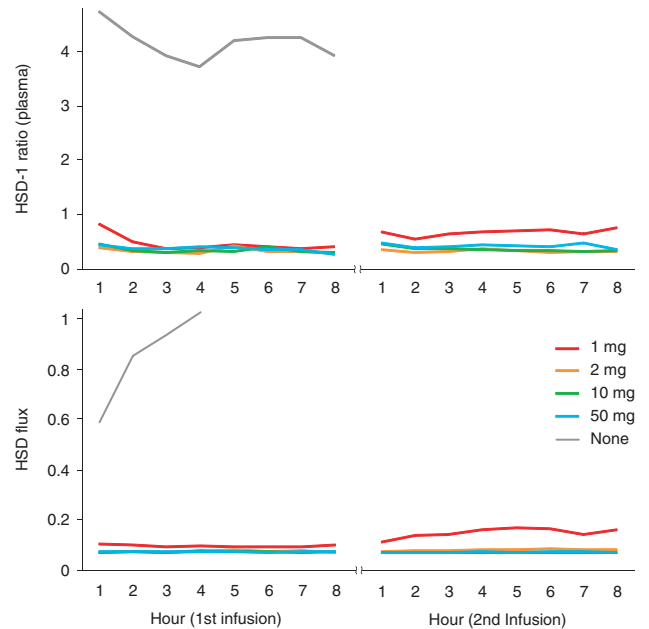 HSD-1 ratio (plasma)
4
3
2
1
0
1 2 3 4 5 6 7 8 1 2 3 4 5 6 7 8
HSD flux
1
0.8
0.6
0.4
0.2
0
1 mg
2 mg
10 mg
50 mg
None
1 2 3 4 5 6 7 8 1 2 3 4 5 6 7 8
Hour (1st infusion) Hour (2nd Infusion)